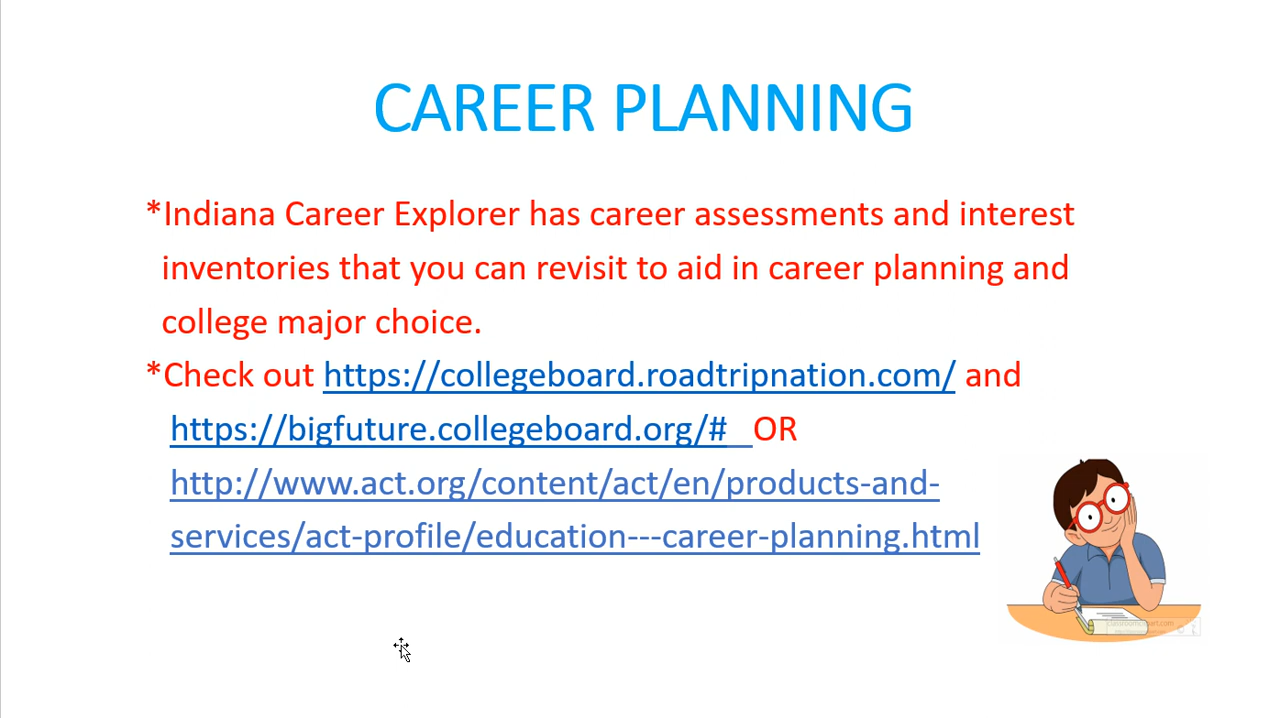 CAREER PLANNING
*Indiana Career Explorer has career assessments and interest
inventories that you can revisit to aid in career planning and
college major choice.
*Check out https://collegeboard.roadtripnation.com/ and
https://bigfuture.collegeboard.org/# OR
http://www.act.org/content/act/en/products-and-
services/act-profile/education---career-planning.html